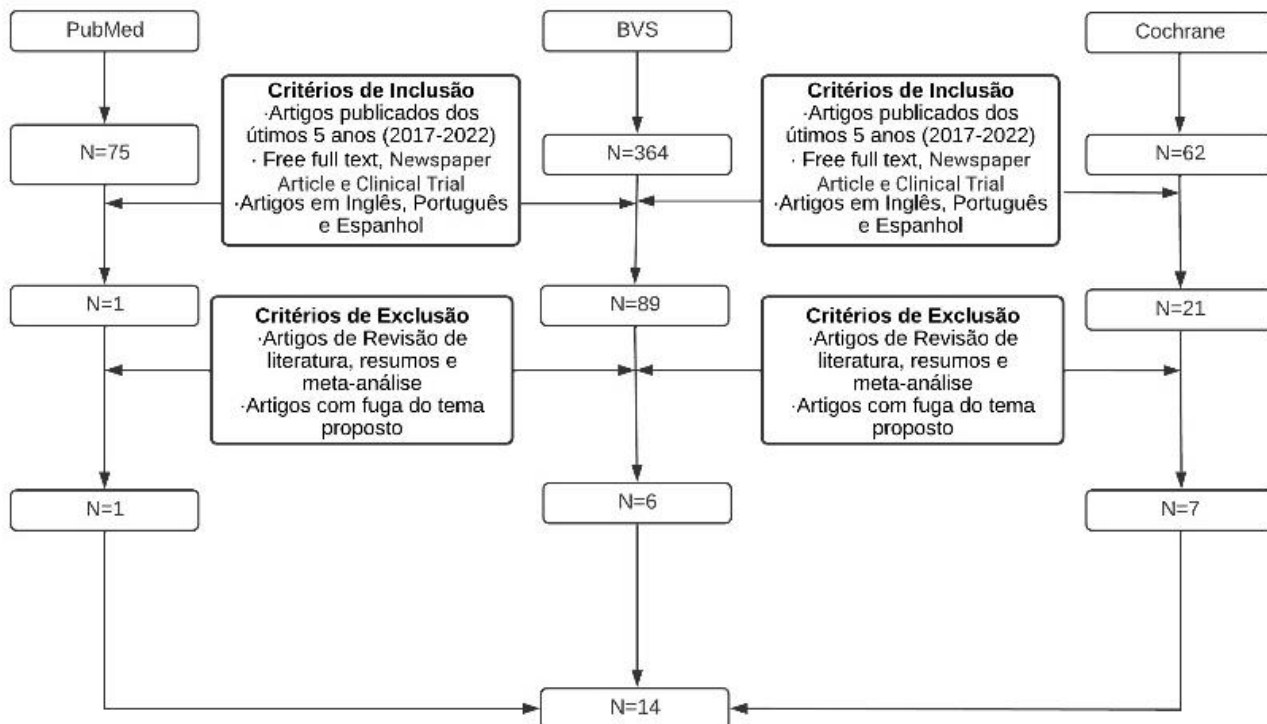 PubMed
BVS
Cochrane
Critérios de Inclusão
·Artigos publicados dos
útimos 5 anos (2017-2022)
· Free full text, Newspaper
Article e Clinical Trial
·Artigos em Inglês, Português
e Espanhol
Critérios de Inclusão
·Artigos publicados dos
útimos 5 anos (2017-2022)
· Free full text, Newspaper
Article e Clinical Trial
·Artigos em Inglês, Português
e Espanhol
N=75
N=364
N=62
N=1
N=89
N=21
Critérios de Exclusão
·Artigos de Revisão de
literatura, resumos e
meta-análise
·Artigos com fuga do tema
proposto
Critérios de Exclusão
·Artigos de Revisão de
literatura, resumos e
meta-análise
·Artigos com fuga do tema
proposto
N=1
N=6
N=7
N=14